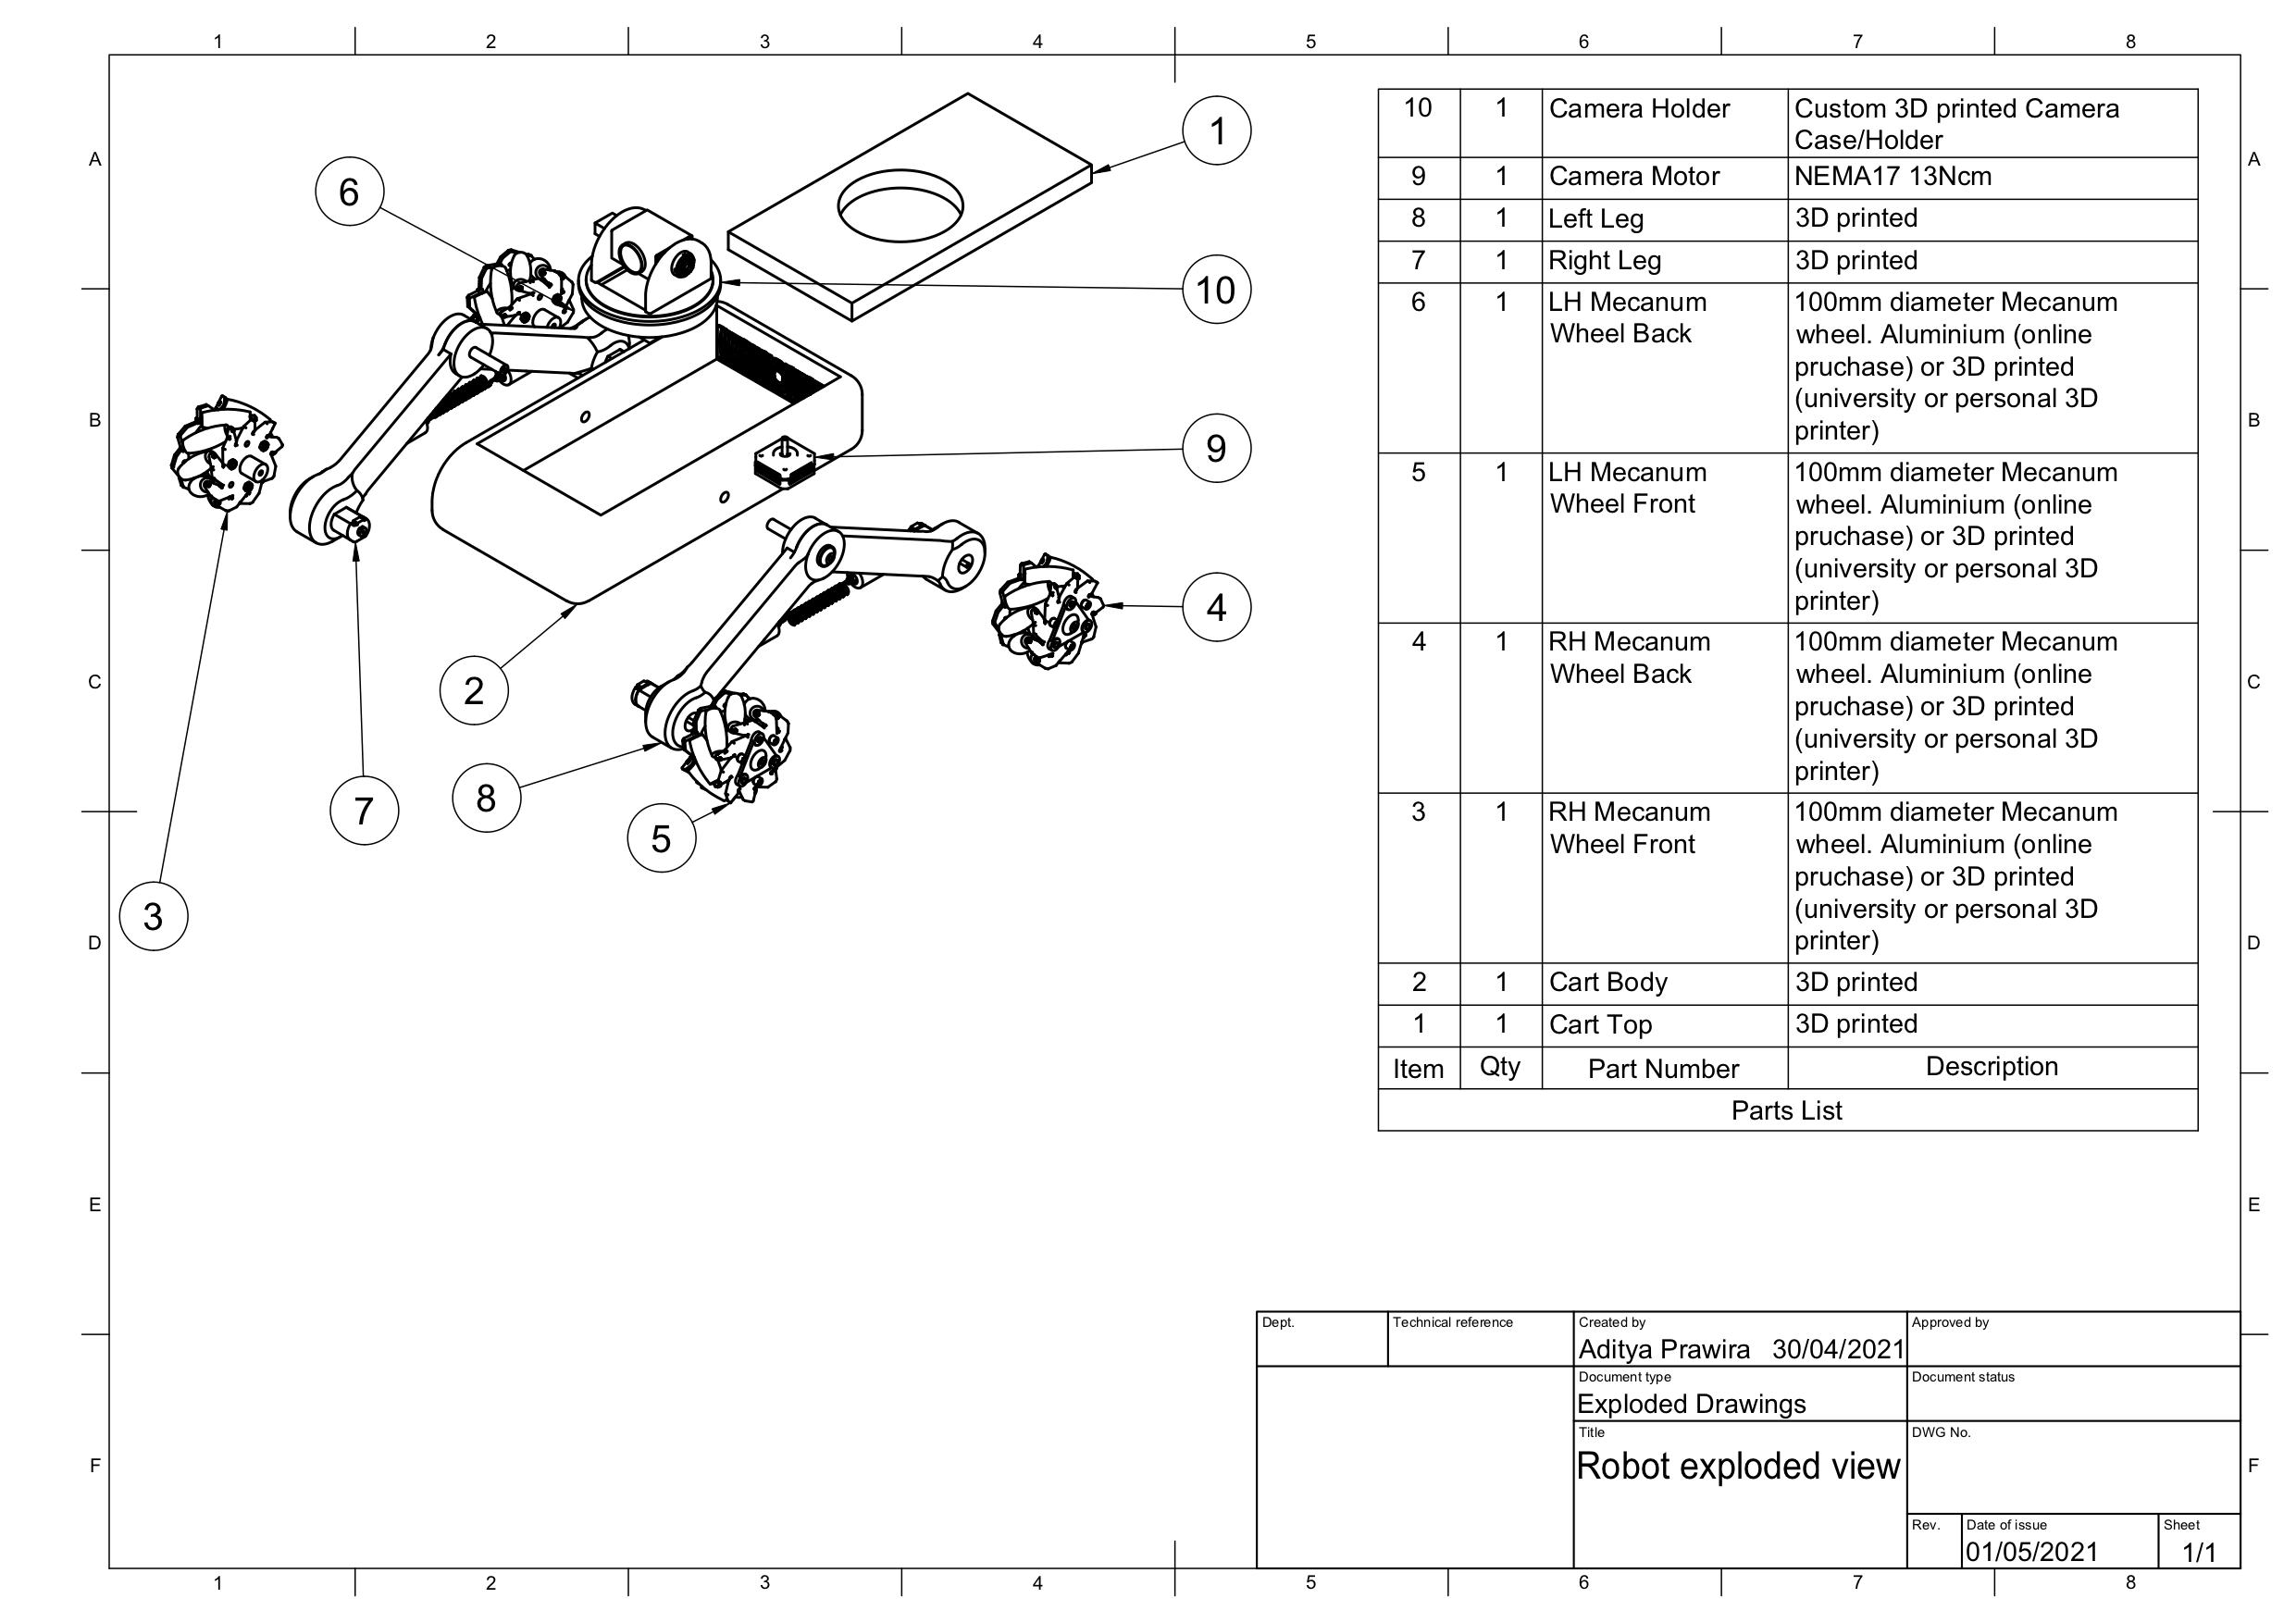 1 2 3 4 5 6 7 8
A A
B B
C C
D D
E E
F F
1
6
10
9
4
2
7
8
5
3
10 1 Camera Holder Custom 3D printed Camera
Case/Holder
9 1 Camera Motor NEMA17 13Ncm
8 1 Left Leg 3D printed
7 1 Right Leg 3D printed
6 1 LH Mecanum 100mm diameter Mecanum
Wheel Back wheel. Aluminium (online
pruchase) or 3D printed
(university or personal 3D
printer)
5 1 LH Mecanum 100mm diameter Mecanum
Wheel Front wheel. Aluminium (online
pruchase) or 3D printed
(university or personal 3D
printer)
4 1 RH Mecanum 100mm diameter Mecanum
Wheel Back wheel. Aluminium (online
pruchase) or 3D printed
(university or personal 3D
printer)
3 1 RH Mecanum 100mm diameter Mecanum
Wheel Front wheel. Aluminium (online
pruchase) or 3D printed
(university or personal 3D
printer)
2 1 Cart Body 3D printed
1 1 Cart Top 3D printed
Item Qty Part Number Description
Parts List
Dept. Technical reference Created by Approved by
Aditya Prawira 30/04/2021
Document type Document status
Exploded Drawings
Title DWG No.
Robot exploded view
Rev. Date of issue Sheet
01/05/2021 1/1
1 2 3 4 5 6 7 8